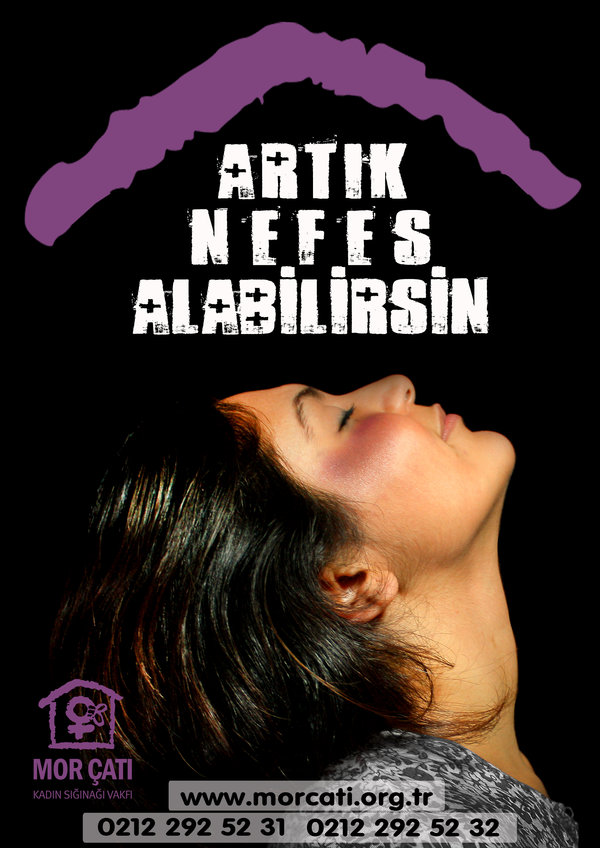 ARTIK
NEFES
ALABİLİRSİN
MOR ÇATI
KADIN SIĞINAĞI VAKFI
www.morcati.org.tr
0212 292 52 31 0212 292 52 32